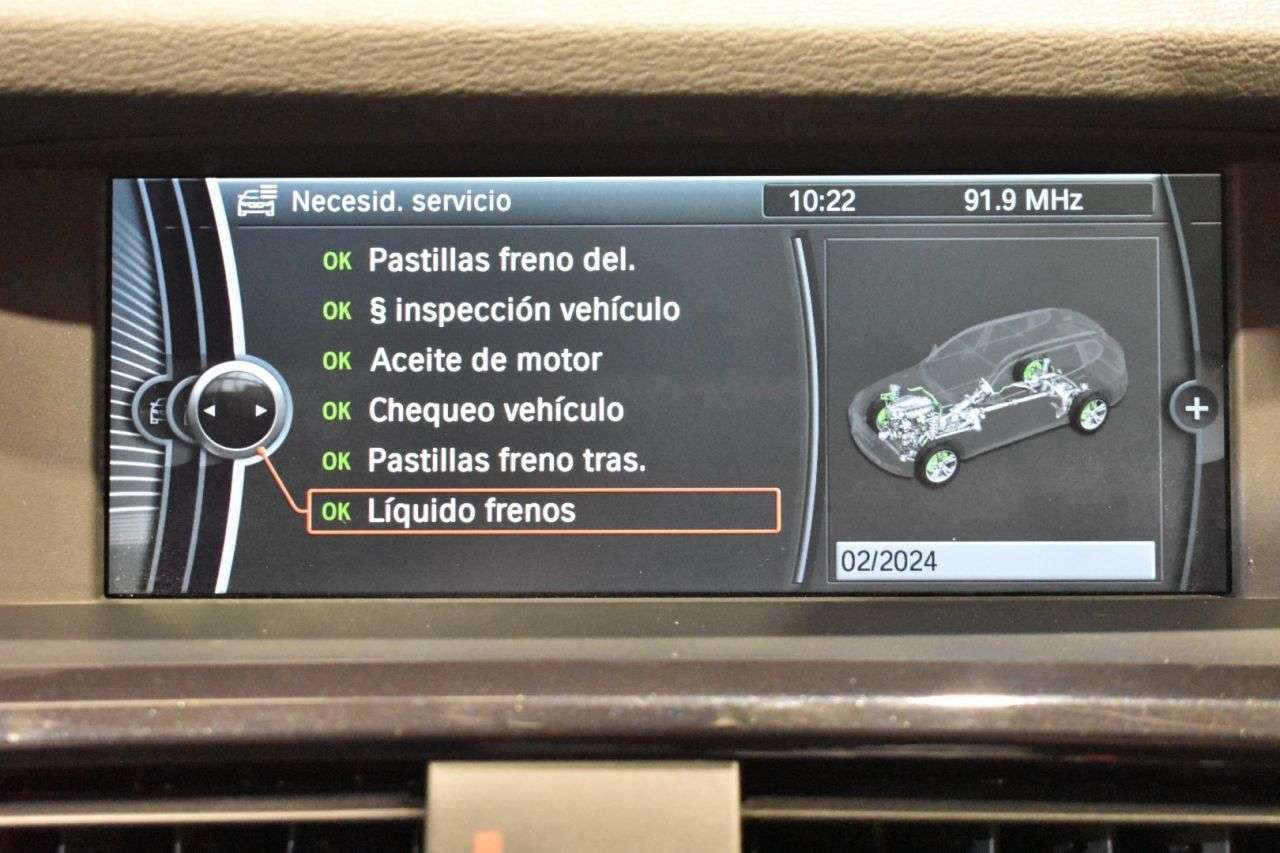 Necesid. servicio
10:22
91.9 MHz
OK Pastillas freno del.
OK § inspección vehículo
OK Aceite de motor
OK Chequeo vehículo
OK Pastillas freno tras.
OK Líquido frenos
02/2024